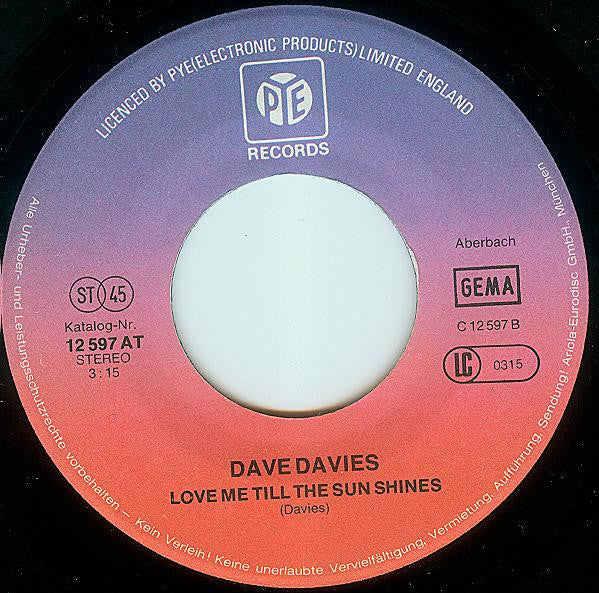 LICENCED BY PYE (ELECTRONIC PRODUCTS) LIMITED ENGLAND
PYE
RECORDS
Aberbach
GEMA
C 12 597 B
LC 0315
ST 45
Katalog-Nr.
12 597 AT
STEREO
3 : 15
DAVE DAVIES
LOVE ME TILL THE SUN SHINES
(Davies)
Alle Urheber- und Leistungsschutzrechte vorbehalten – Kein Verleih! Keine unerlaubte Vervielfältigung, Vermietung, Aufführung, Sendung! Ariola-Eurodisc GmbH., München